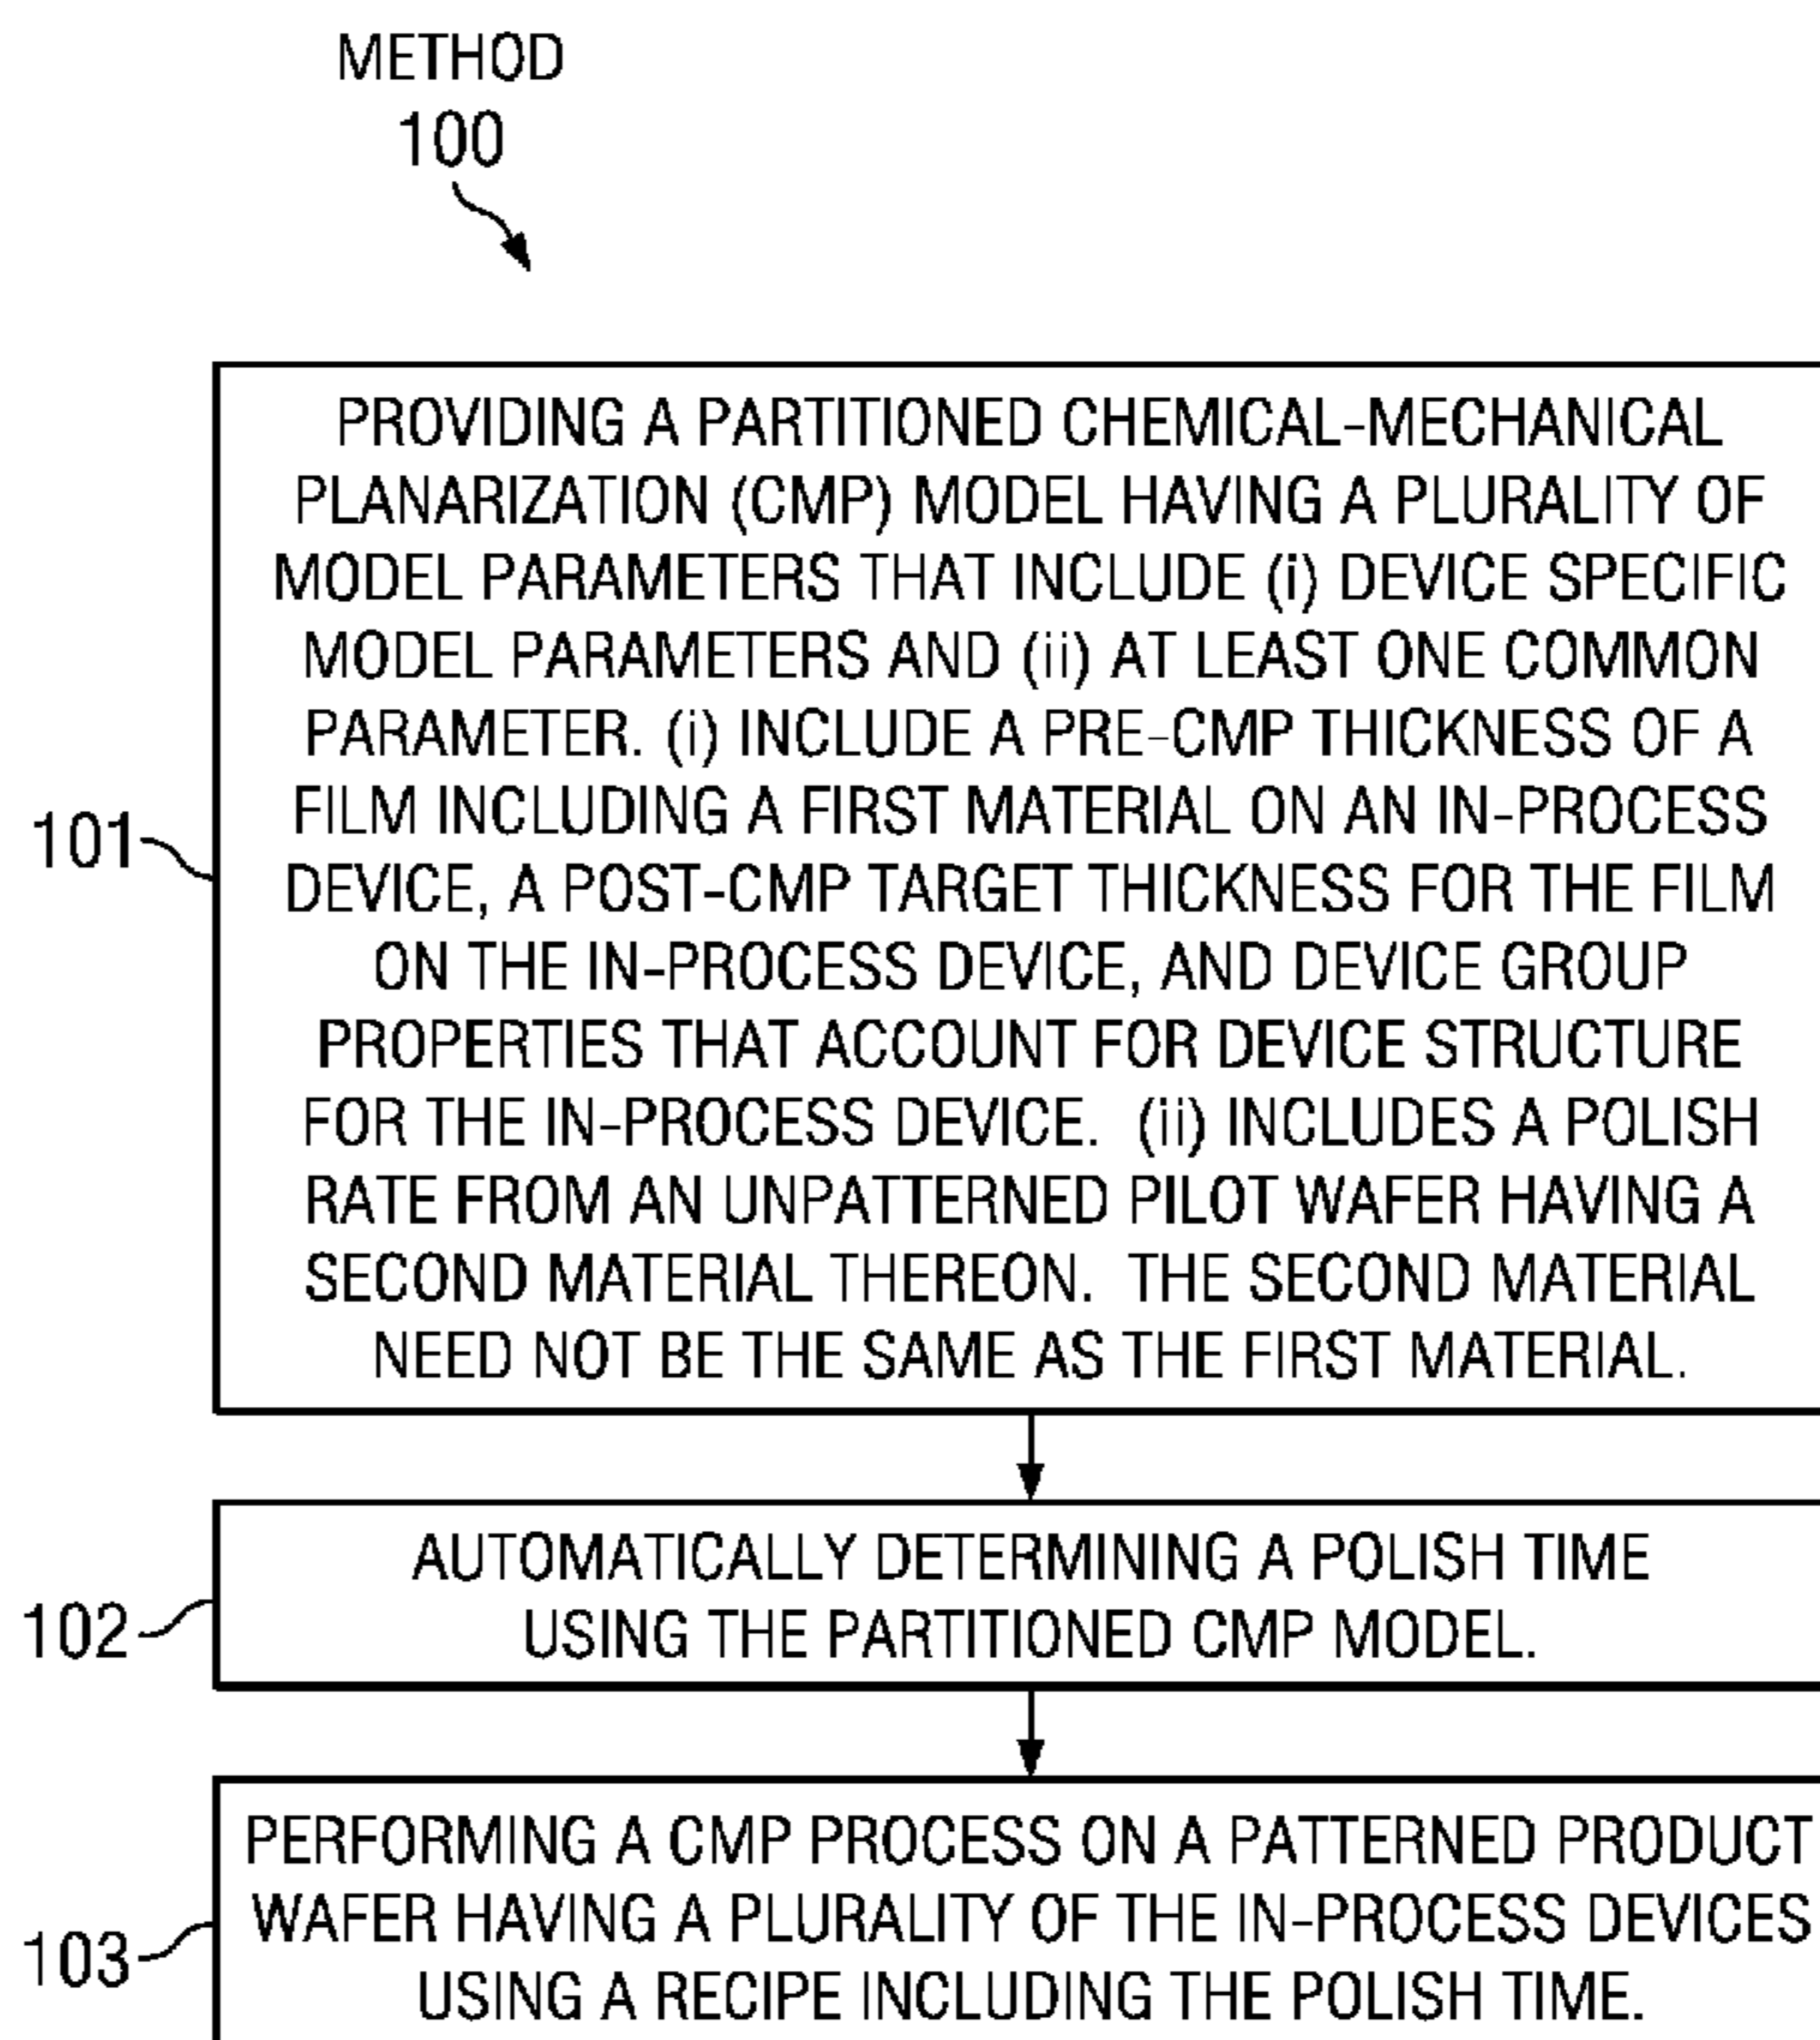 METHOD
100
PROVIDING A PARTITIONED CHEMICAL-MECHANICAL
PLANARIZATION (CMP) MODEL HAVING A PLURALITY OF
MODEL PARAMETERS THAT INCLUDE (i) DEVICE SPECIFIC
MODEL PARAMETERS AND (ii) AT LEAST ONE COMMON
PARAMETER. (i) INCLUDE A PRE-CMP THICKNESS OF A
FILM INCLUDING A FIRST MATERIAL ON AN IN-PROCESS
DEVICE, A POST-CMP TARGET THICKNESS FOR THE FILM
ON THE IN-PROCESS DEVICE, AND DEVICE GROUP
PROPERTIES THAT ACCOUNT FOR DEVICE STRUCTURE
FOR THE IN-PROCESS DEVICE. (ii) INCLUDES A POLISH
RATE FROM AN UNPATTERNED PILOT WAFER HAVING A
SECOND MATERIAL THEREON. THE SECOND MATERIAL
NEED NOT BE THE SAME AS THE FIRST MATERIAL.
101
AUTOMATICALLY DETERMINING A POLISH TIME
USING THE PARTITIONED CMP MODEL.
102
PERFORMING A CMP PROCESS ON A PATTERNED PRODUCT
WAFER HAVING A PLURALITY OF THE IN-PROCESS DEVICES
USING A RECIPE INCLUDING THE POLISH TIME.
103